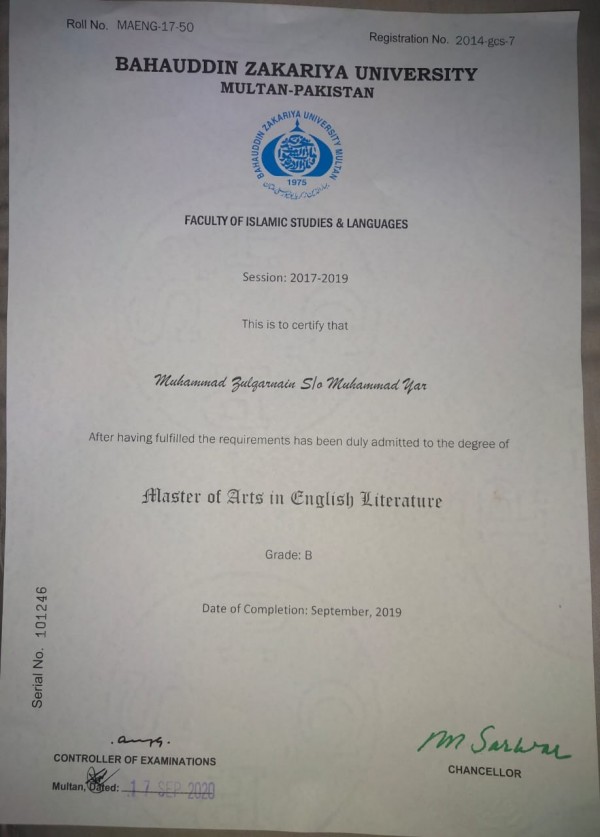 Roll No. MAENG-17-50
Registration No. 2014-gcs-7
BAHAUDDIN ZAKARIYA UNIVERSITY
MULTAN-PAKISTAN
BAHAUDDIN ZAKARIYA UNIVERSITY MULTAN
1975
FACULTY OF ISLAMIC STUDIES & LANGUAGES
Session: 2017-2019
This is to certify that
Muhammad Zulqarnain S/o Muhammad Yar
After having fulfilled the requirements has been duly admitted to the degree of
Master of Arts in English Literature
Grade: B
Date of Completion: September, 2019
Serial No. 101246
CONTROLLER OF EXAMINATIONS
Multan, Dated: 17 SEP 2020
M Sarwar
CHANCELLOR